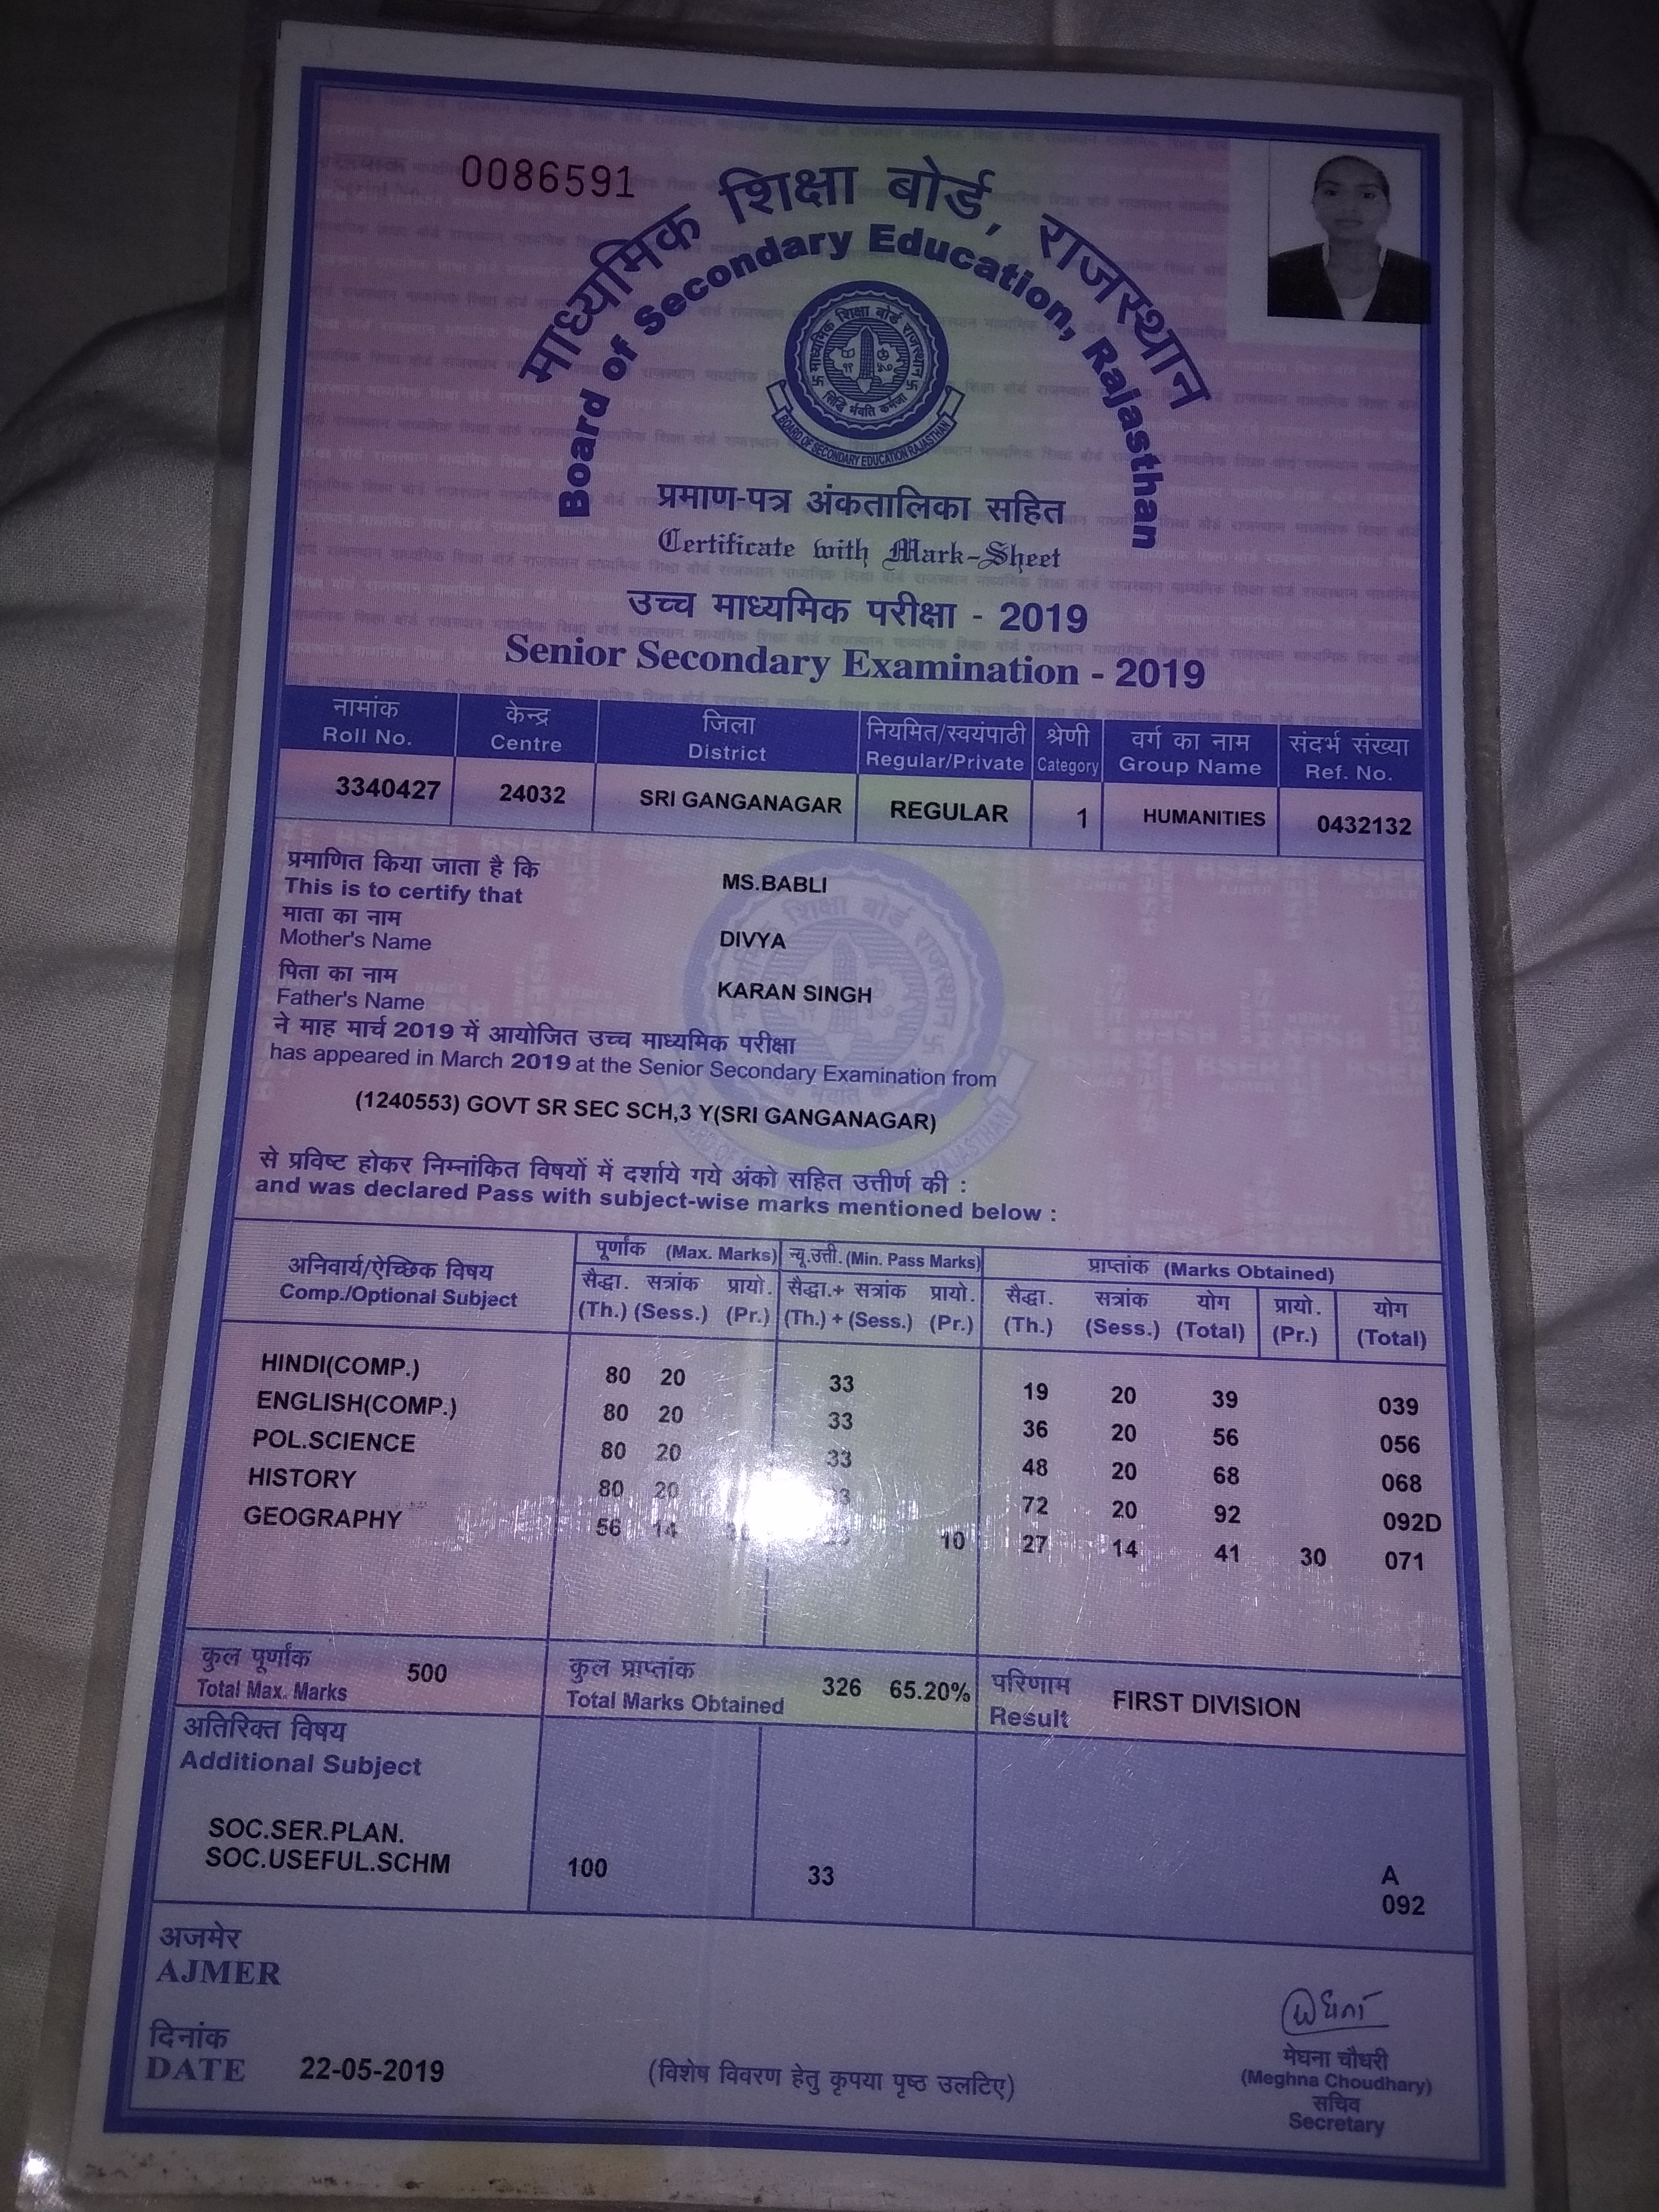 क्रमांक
Serial No.
0086591
माध्यमिक शिक्षा बोर्ड, राजस्थान
Board of Secondary Education, Rajasthan
माध्यमिक शिक्षा बोर्ड राजस्थान
सिद्धि र्भवति कर्मजा
BOARD OF SECONDARY EDUCATION RAJASTHAN
प्रमाण-पत्र अंकतालिका सहित
Certificate with Mark-Sheet
उच्च माध्यमिक परीक्षा - 2019
Senior Secondary Examination - 2019
नामांक केन्द्र जिला नियमित/स्वयंपाठी श्रेणी वर्ग का नाम संदर्भ संख्या
Roll No. Centre District Regular/Private Category Group Name Ref. No.
3340427 24032 SRI GANGANAGAR REGULAR 1 HUMANITIES 0432132
प्रमाणित किया जाता है कि
This is to certify that MS.BABLI
माता का नाम
Mother's Name DIVYA
पिता का नाम
Father's Name KARAN SINGH
ने माह मार्च 2019 में आयोजित उच्च माध्यमिक परीक्षा
has appeared in March 2019 at the Senior Secondary Examination from
(1240553) GOVT SR SEC SCH,3 Y(SRI GANGANAGAR)
से प्रविष्ट होकर निम्नांकित विषयों में दर्शाये गये अंको सहित उत्तीर्ण की :
and was declared Pass with subject-wise marks mentioned below :
अनिवार्य/ऐच्छिक विषय पूर्णांक (Max. Marks) न्यू.उत्ती. (Min. Pass Marks) प्राप्तांक (Marks Obtained)
Comp./Optional Subject सैद्धा. सत्रांक प्रायो. सैद्धा.+ सत्रांक प्रायो. सैद्धा. सत्रांक योग प्रायो. योग
(Th.) (Sess.) (Pr.) (Th.) + (Sess.) (Pr.) (Th.) (Sess.) (Total) (Pr.) (Total)
HINDI(COMP.) 80 20 33 19 20 39 039
ENGLISH(COMP.) 80 20 33 36 20 56 056
POL.SCIENCE 80 20 33 48 20 68 068
HISTORY 80 20 72 20 92 092D
GEOGRAPHY 56 14 10 27 14 41 30 071
कुल पूर्णांक 500 कुल प्राप्तांक 326 65.20% परिणाम FIRST DIVISION
Total Max. Marks Total Marks Obtained Result
अतिरिक्त विषय
Additional Subject
SOC.SER.PLAN. A
SOC.USEFUL.SCHM 100 33 092
अजमेर
AJMER
दिनांक
DATE 22-05-2019
(विशेष विवरण हेतु कृपया पृष्ठ उलटिए)
मेघना चौधरी
(Meghna Choudhary)
सचिव
Secretary